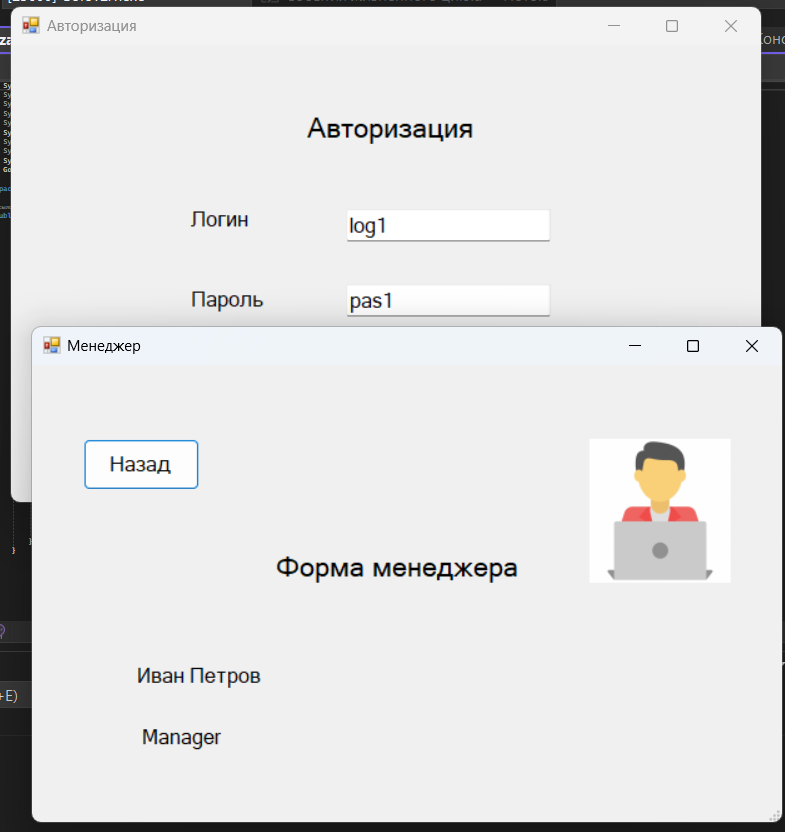 Авторизация
Авторизация
Логин
log1
Пароль
pas1
Менеджер
Назад
Форма менеджера
Иван Петров
Manager
+E)